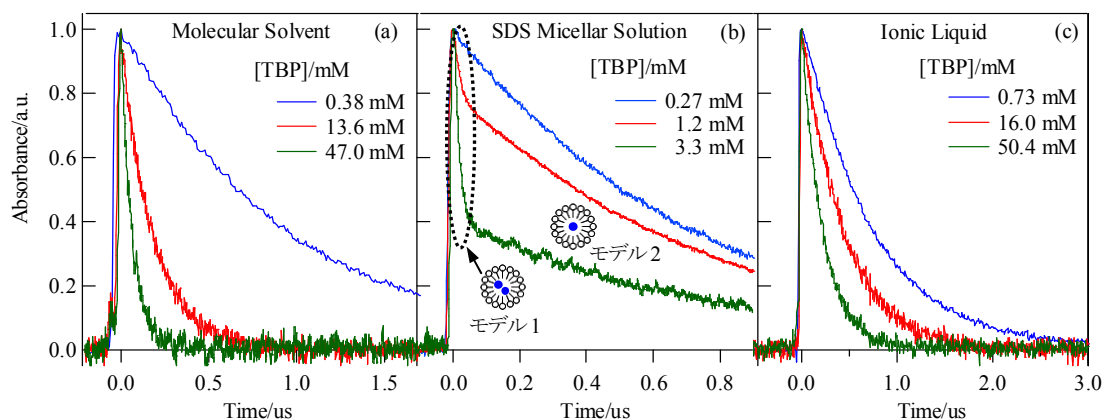 Molecular Solvent (a)
[TBP]/mM
0.38 mM
13.6 mM
47.0 mM
SDS Micellar Solution (b)
[TBP]/mM
0.27 mM
1.2 mM
3.3 mM
モデル2
モデル1
Ionic Liquid (c)
[TBP]/mM
0.73 mM
16.0 mM
50.4 mM
Absorbance/a.u.
1.0
0.8
0.6
0.4
0.2
0.0
0.0 0.5 1.0 1.5
0.0 0.2 0.4 0.6 0.8
0.0 1.0 2.0 3.0
Time/us
Time/us
Time/us